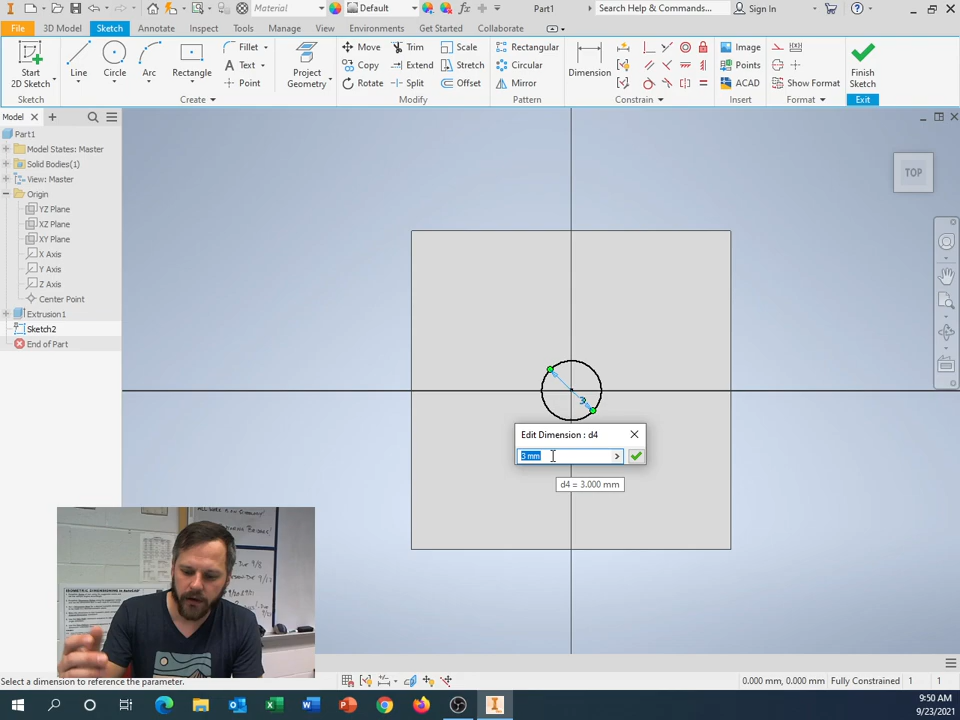 Material
Default
Part1
Search Help & Commands...
Sign In
File
3D Model
Sketch
Annotate
Inspect
Tools
Manage
View
Environments
Get Started
Collaborate
Start
2D Sketch
Line
Circle
Arc
Rectangle
Fillet
Text
Point
Project
Geometry
Move
Copy
Rotate
Trim
Extend
Split
Scale
Stretch
Offset
Rectangular
Circular
Mirror
Dimension
Image
Points
ACAD
Show Format
Finish
Sketch
Sketch
Create
Modify
Pattern
Constrain
Insert
Format
Exit
Model
Part1
Model States: Master
Solid Bodies(1)
View: Master
Origin
YZ Plane
XZ Plane
XY Plane
X Axis
Y Axis
Z Axis
Center Point
Extrusion1
Sketch2
End of Part
TOP
3
Edit Dimension : d4
3 mm
d4 = 3.000 mm
Select a dimension to reference the parameter.
0.000 mm, 0.000 mm
Fully Constrained
1
1
9:50 AM
9/23/2021